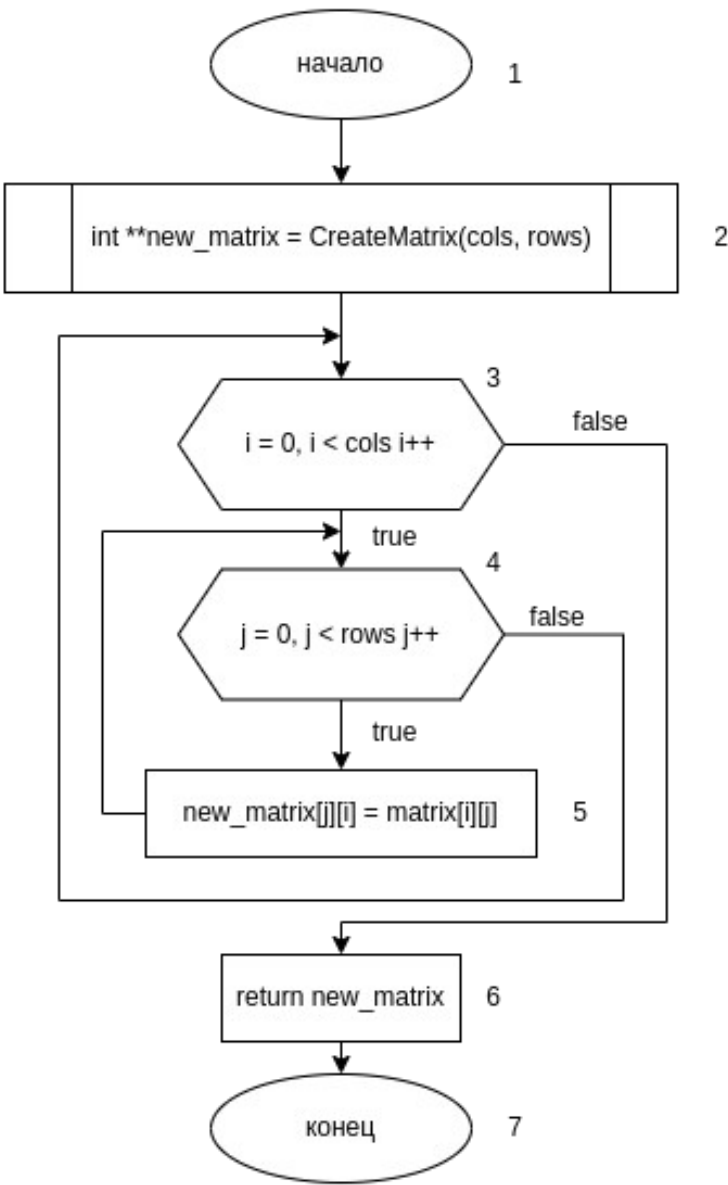 начало
1
int **new_matrix = CreateMatrix(cols, rows)
2
3
i = 0, i < cols i++
false
true
4
j = 0, j < rows j++
false
true
new_matrix[j][i] = matrix[i][j]
5
return new_matrix
6
конец
7